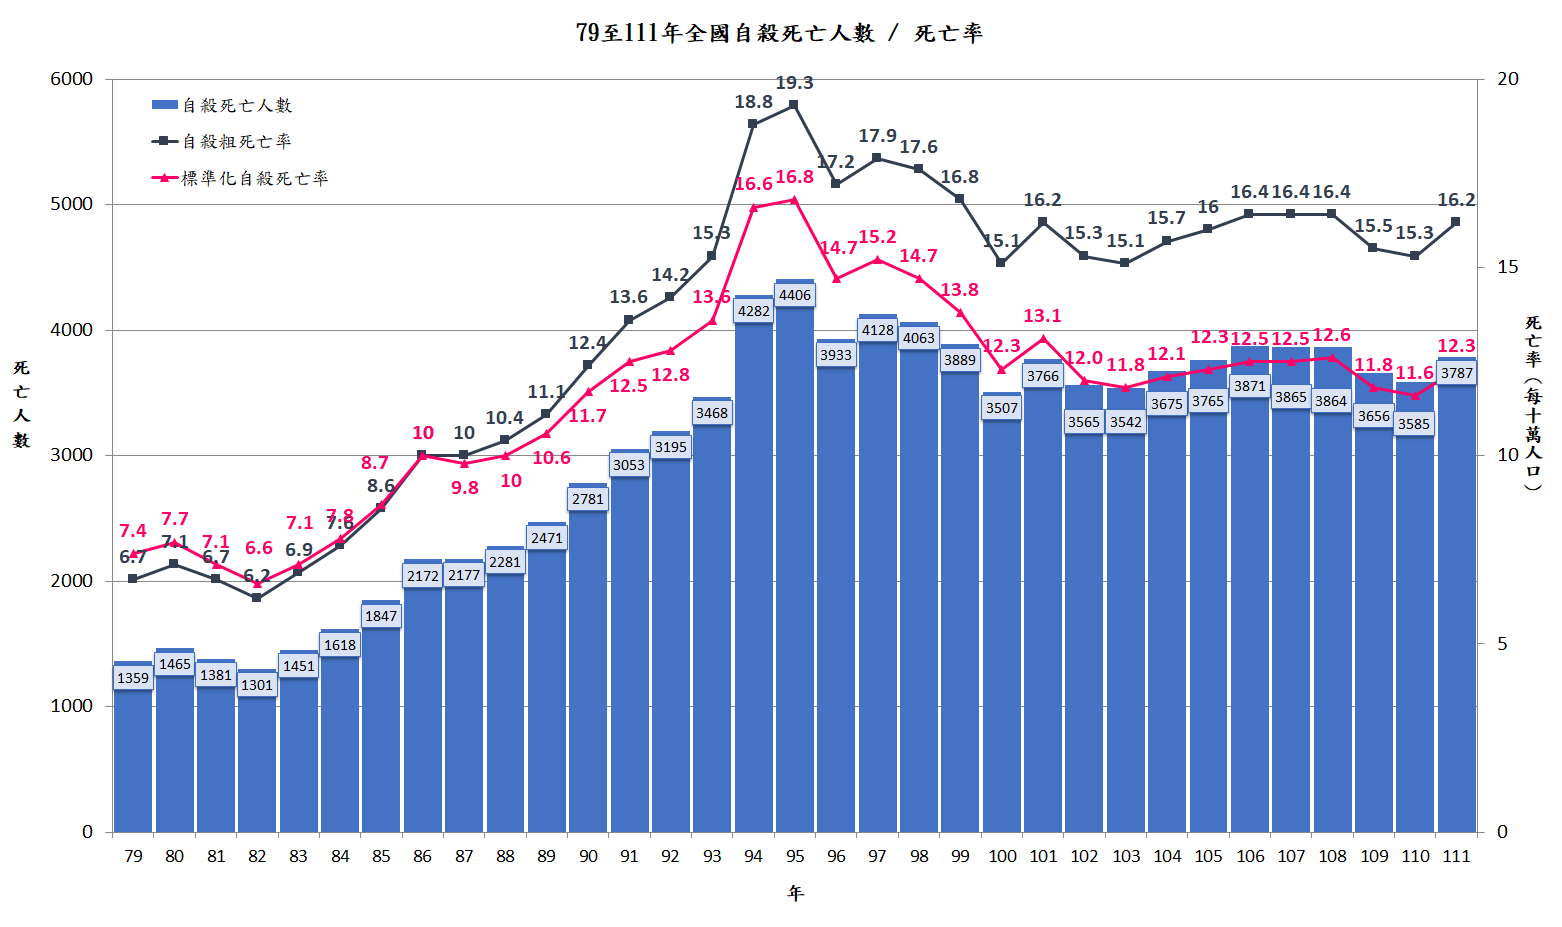 79至111年全國自殺死亡人數 / 死亡率
自殺死亡人數
自殺粗死亡率
標準化自殺死亡率
死亡人數
6000
5000
4000
3000
2000
1000
0
死亡率（每十萬人口）
20
15
10
5
0
6.7 7.1 6.7 6.2 6.9 7.6 8.6 10 10.4 11.1 12.4 13.6 14.2 15.3 18.8 19.3 17.2 17.9 17.6 16.8 15.1 16.2 15.3 15.1 15.7 16 16.4 16.4 16.4 15.5 15.3 16.2
7.4 7.7 7.1 6.6 7.1 7.8 8.7 10 9.8 10 10.6 11.7 12.5 12.8 13.6 16.6 16.8 14.7 15.2 14.7 13.8 12.3 13.1 12.0 11.8 12.1 12.3 12.5 12.5 12.6 11.8 11.6 12.3
1359 1465 1381 1301 1451 1618 1847 2172 2177 2281 2471 2781 3053 3195 3468 4282 4406 3933 4128 4063 3889 3507 3766 3565 3542 3675 3765 3871 3865 3864 3656 3585 3787
79 80 81 82 83 84 85 86 87 88 89 90 91 92 93 94 95 96 97 98 99 100 101 102 103 104 105 106 107 108 109 110 111
年